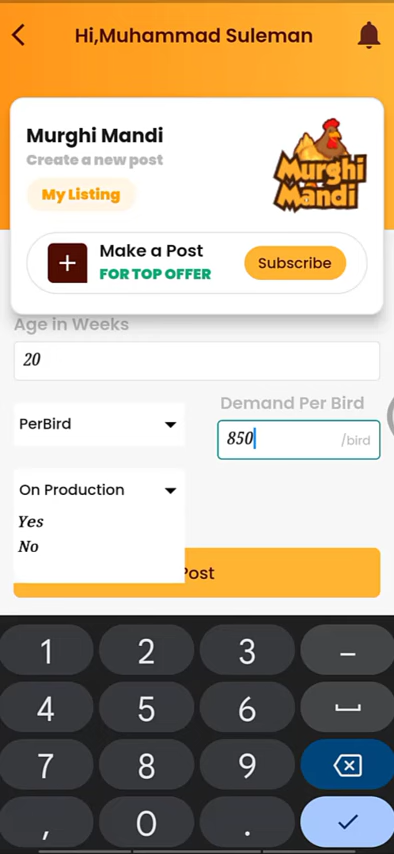 Hi,Muhammad Suleman
Murghi Mandi
Create a new post
My Listing
Murghi
Mandi
Make a Post
FOR TOP OFFER
Subscribe
Age in Weeks
20
Demand Per Bird
PerBird
850
/bird
On Production
Yes
No
Post
1 2 3 –
4 5 6
7 8 9
, 0 .